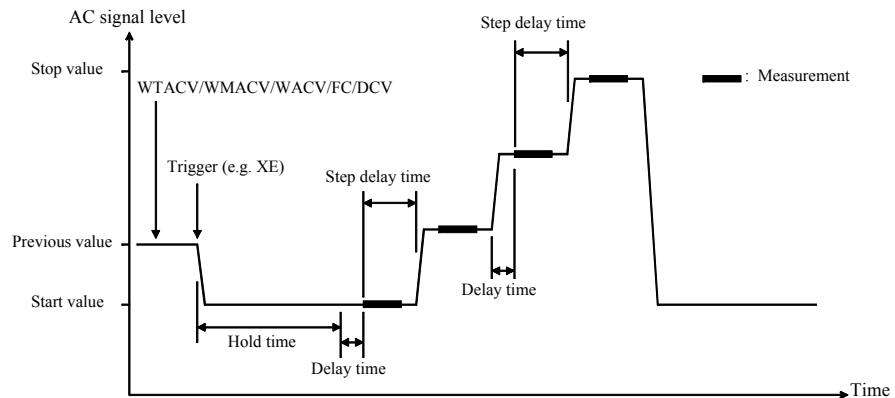 AC signal level
Step delay time
Stop value
: Measurement
WTACV/WMACV/WACV/FC/DCV
Trigger (e.g. XE)
Step delay time
Previous value
Delay time
Start value
Hold time
Delay time
Time